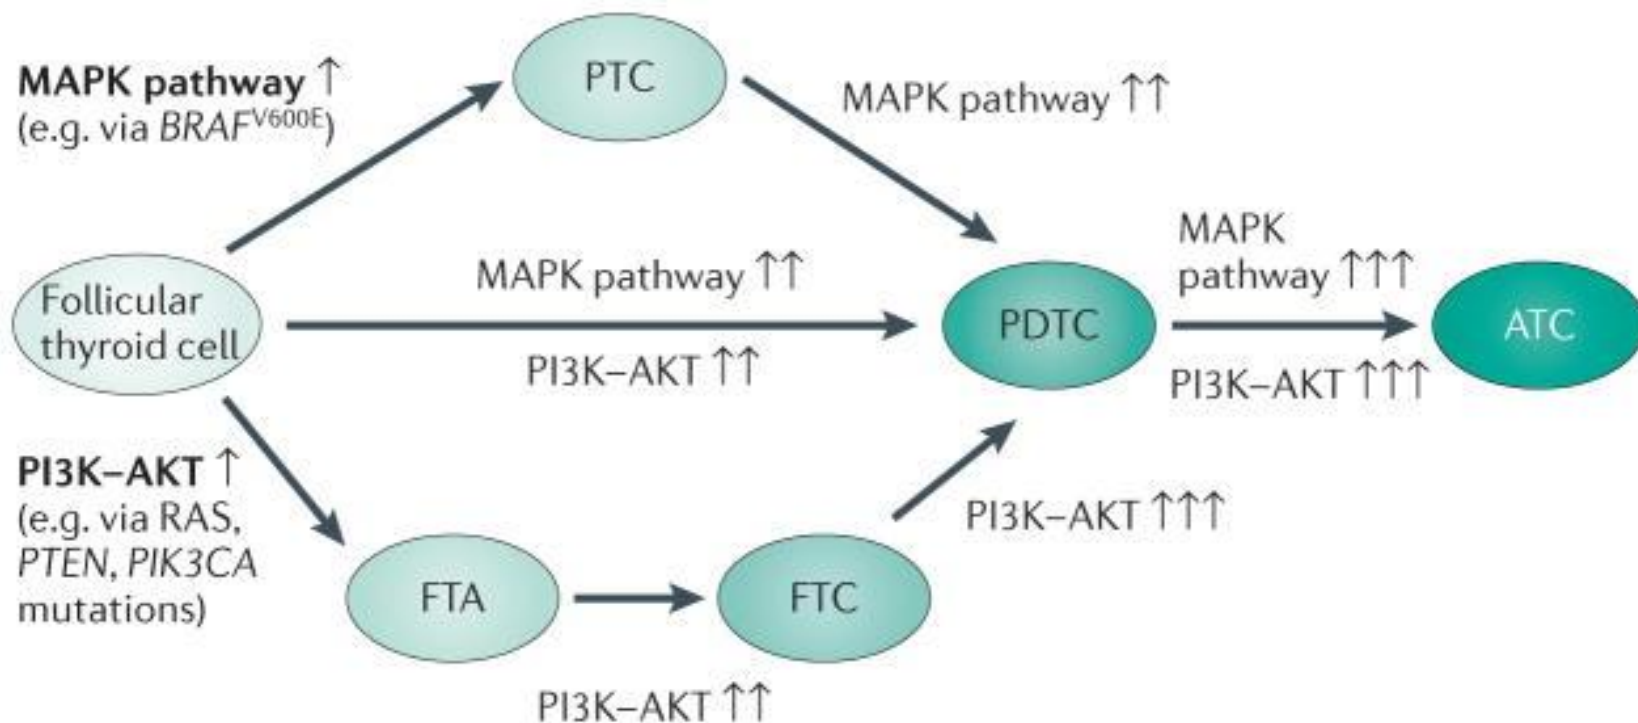 MAPK pathway ↑
(e.g. via BRAFV600E)
PTC
MAPK pathway ↑↑
Follicular
thyroid cell
MAPK pathway ↑↑
PI3K–AKT ↑↑
PDTC
MAPK
pathway ↑↑↑
PI3K–AKT ↑↑↑
ATC
PI3K–AKT ↑
(e.g. via RAS,
PTEN, PIK3CA
mutations)
FTA
PI3K–AKT ↑↑
FTC
PI3K–AKT ↑↑↑